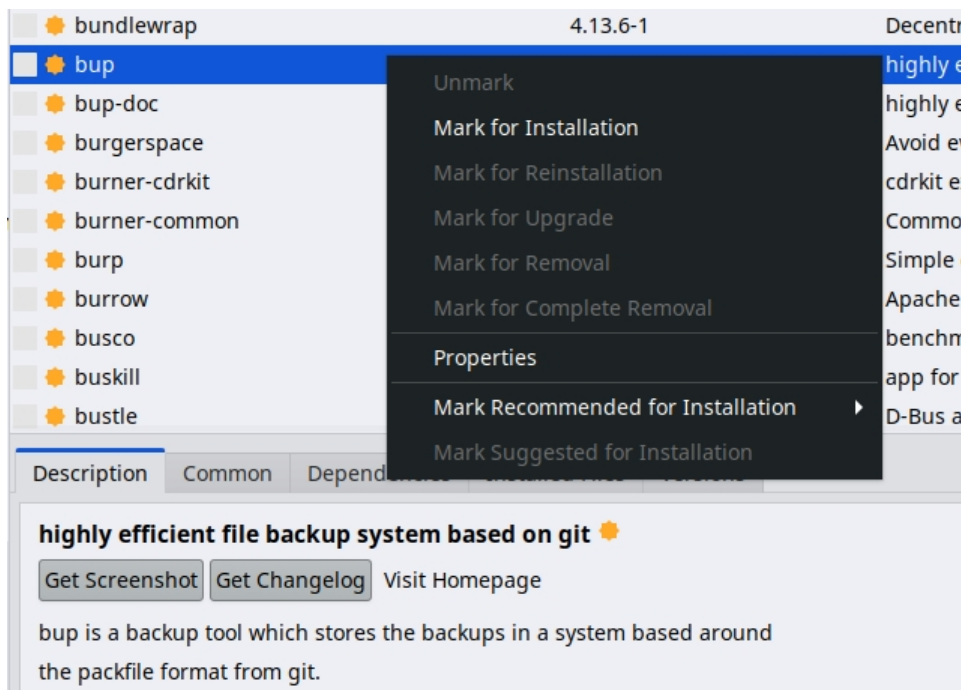 bundlewrap 4.13.6-1 Decentr
bup highly e
bup-doc highly e
burgerspace Avoid e
burner-cdrkit cdrkit e
burner-common Commo
burp Simple
burrow Apache
busco benchm
buskill app for
bustle D-Bus a
Unmark
Mark for Installation
Mark for Reinstallation
Mark for Upgrade
Mark for Removal
Mark for Complete Removal
Properties
Mark Recommended for Installation
Mark Suggested for Installation
Description Common Dependencies Installed Files Versions
highly efficient file backup system based on git
Get Screenshot Get Changelog Visit Homepage
bup is a backup tool which stores the backups in a system based around
the packfile format from git.